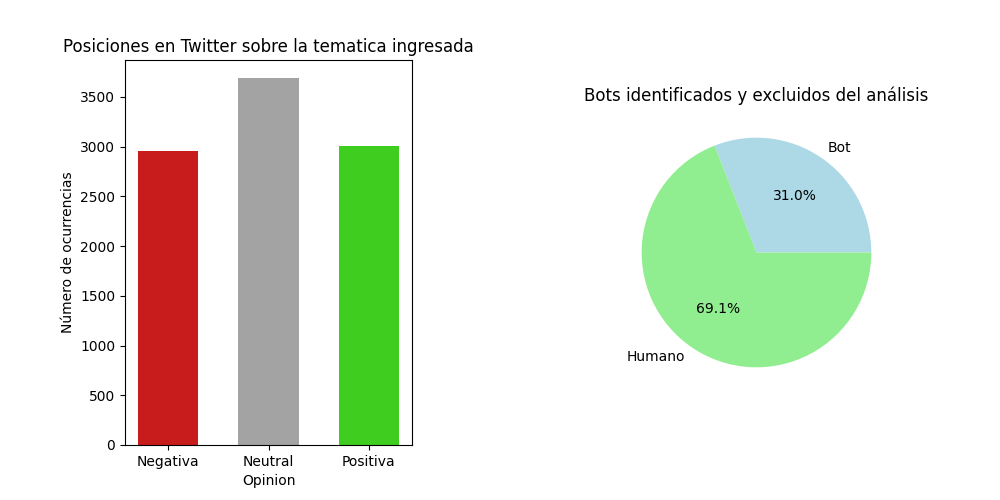 Posiciones en Twitter sobre la tematica ingresada
Número de ocurrencias
3500
3000
2500
2000
1500
1000
500
0
Negativa
Neutral
Positiva
Opinion
Bots identificados y excluidos del análisis
Bot
31.0%
69.1%
Humano